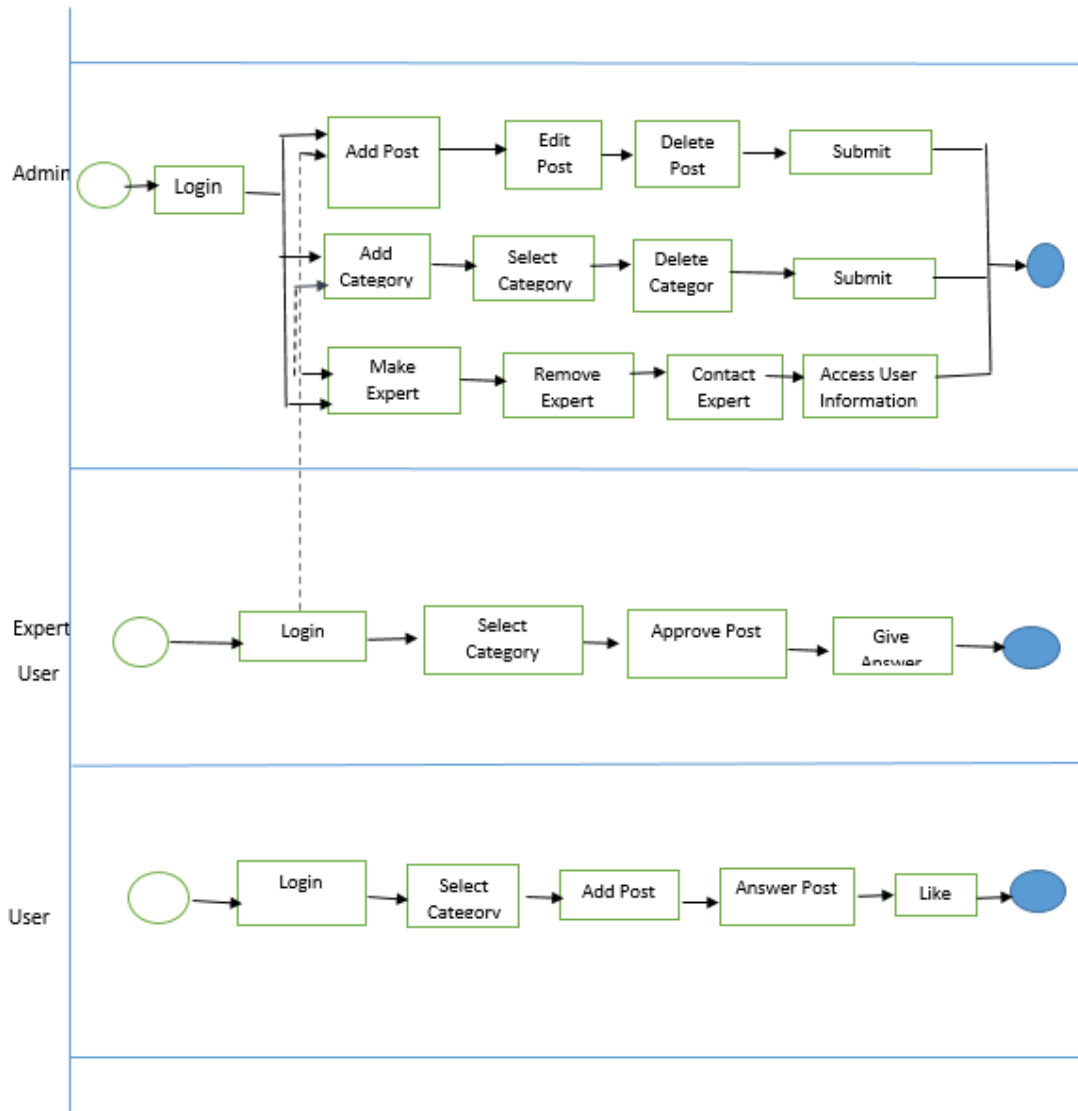 Admin
Login
Add Post
Edit
Post
Delete
Post
Submit
Add
Category
Select
Category
Delete
Categor
Submit
Make
Expert
Remove
Expert
Contact
Expert
Access User
Information
Expert
User
Login
Select
Category
Approve Post
Give
Answer
User
Login
Select
Category
Add Post
Answer Post
Like